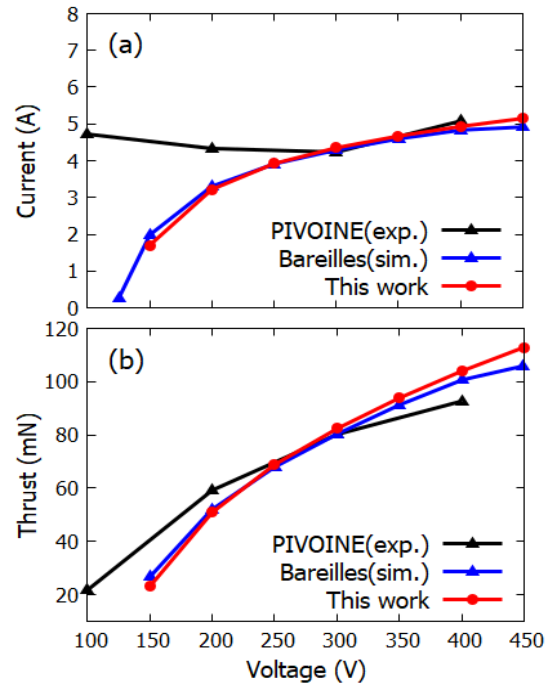 8
7
6
5
4
3
2
1
0
Current (A)
(a)
PIVOINE(exp.)
Bareilles(sim.)
This work
120
100
80
60
40
20
Thrust (mN)
(b)
PIVOINE(exp.)
Bareilles(sim.)
This work
100 150 200 250 300 350 400 450
Voltage (V)